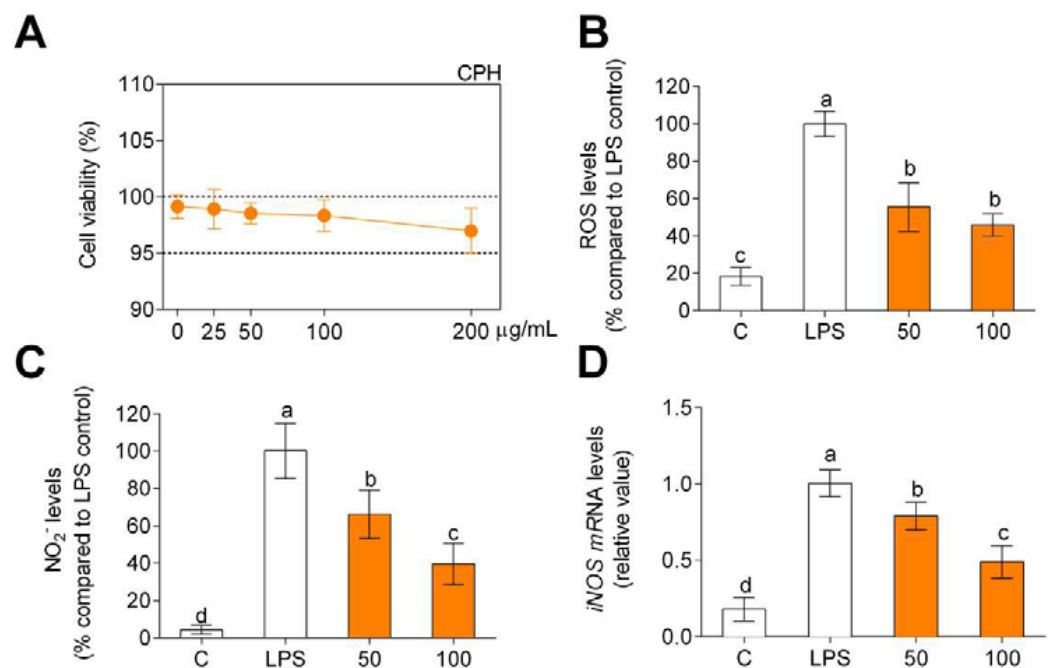 A
CPH
Cell viability (%)
110
105
100
95
90
0 25 50 100 200 µg/mL
B
ROS levels
(% compared to LPS control)
120
100
80
60
40
20
0
a
b
b
c
C LPS 50 100
C
NO₂⁻ levels
(% compared to LPS control)
120
100
80
60
40
20
0
a
b
c
d
C LPS 50 100
D
iNOS mRNA levels
(relative value)
1.5
1.0
0.5
0.0
a
b
c
d
C LPS 50 100